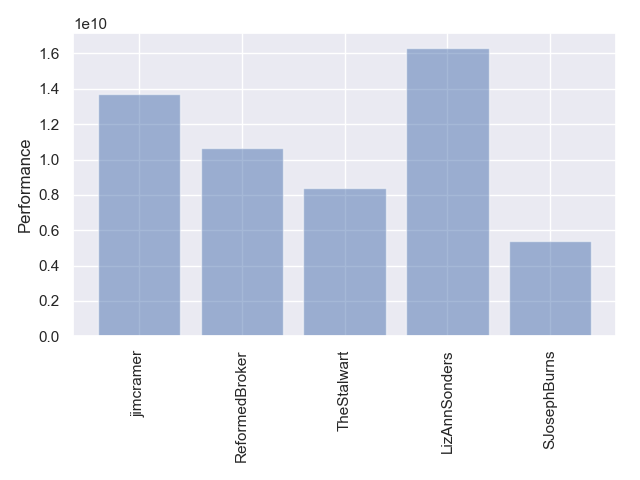 1e10
1.6
1.4
1.2
1.0
0.8
0.6
0.4
0.2
0.0
Performance
jimcramer
ReformedBroker
TheStalwart
LizAnnSonders
SJosephBurns